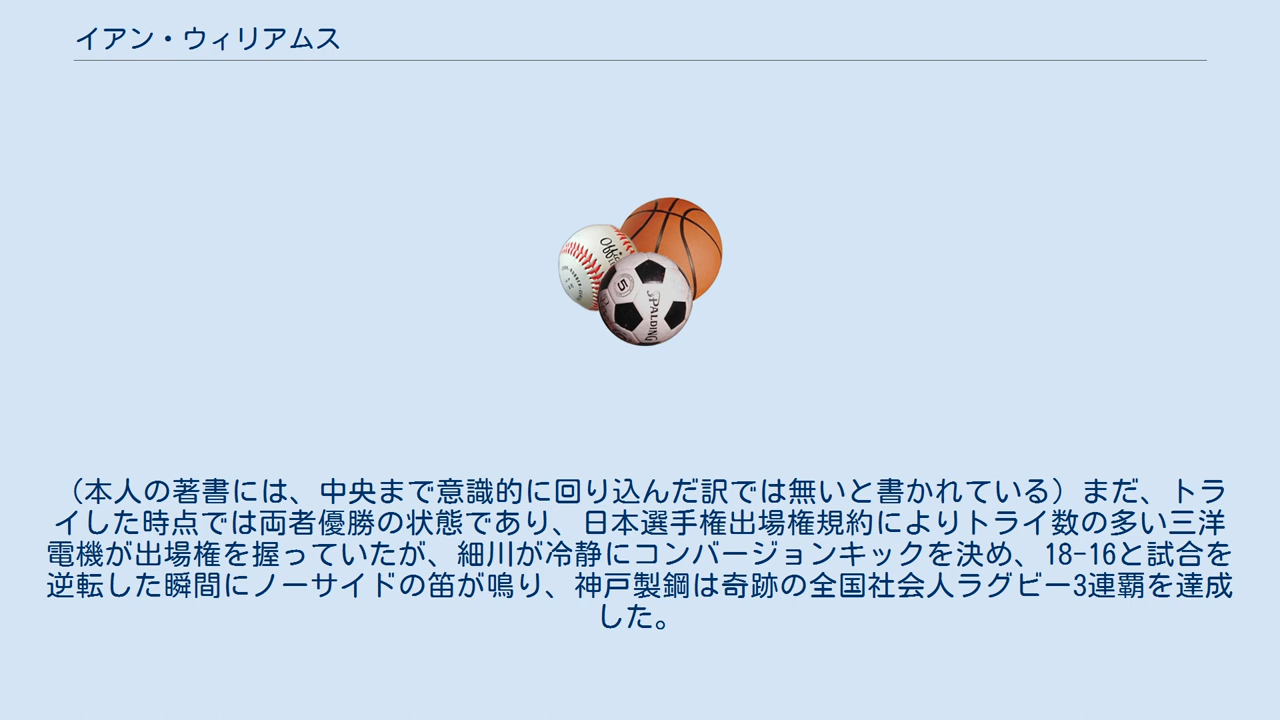 イアン・ウィリアムス
Offic
5
SPALDING
（本人の著書には、中央まで意識的に回り込んだ訳では無いと書かれている）まだ、トラ
イした時点では両者優勝の状態であり、日本選手権出場権規約によりトライ数の多い三洋
電機が出場権を握っていたが、細川が冷静にコンバージョンキックを決め、18-16と試合を
逆転した瞬間にノーサイドの笛が鳴り、神戸製鋼は奇跡の全国社会人ラグビー3連覇を達成
した。